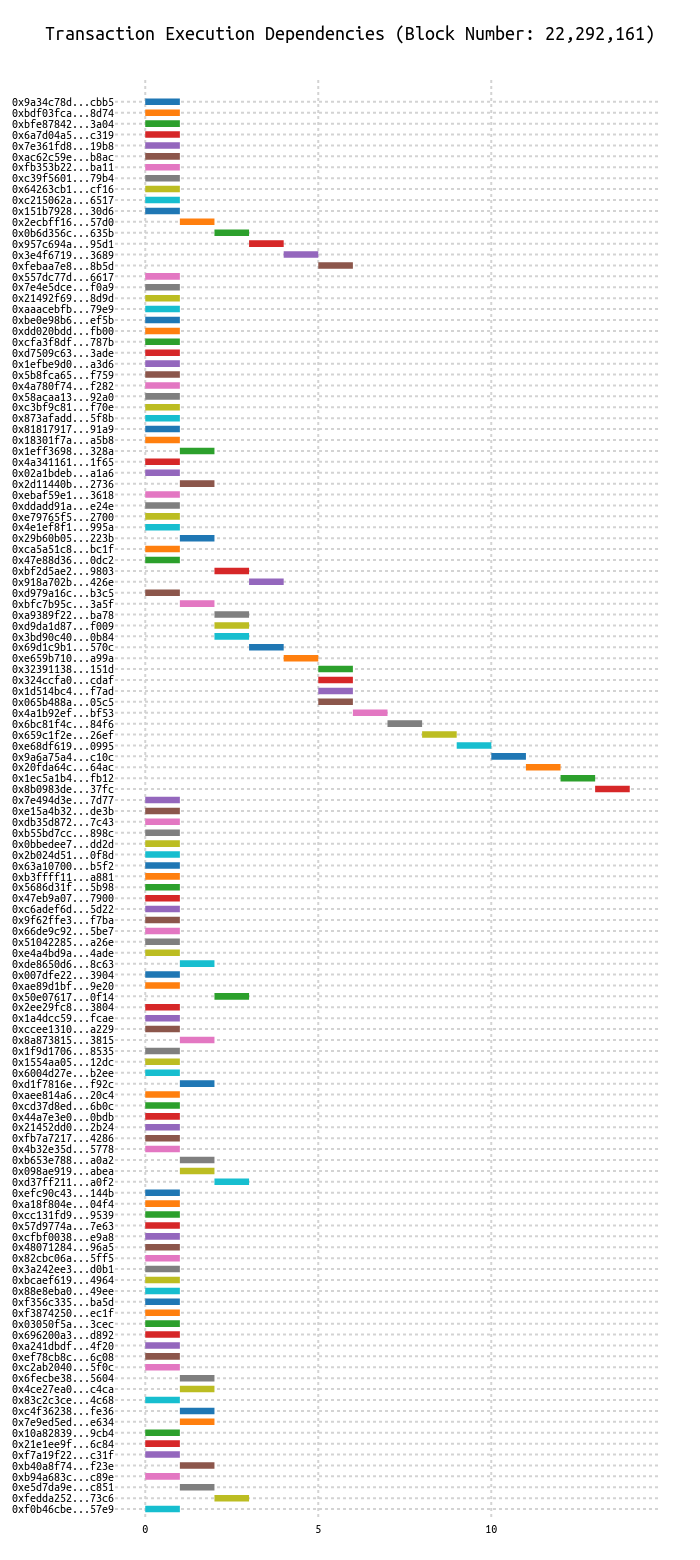 Transaction Execution Dependencies (Block Number: 22,292,161)
0x9a34c78d...cbb5
0xbdf03fca...8d74
0xbfe87842...3a04
0x6a7d04a5...c319
0x7e361fd8...19b8
0xac62c59e...b8ac
0xfb353b22...ba11
0xc39f5601...79b4
0x64263cb1...cf16
0xc215062a...6517
0x151b7928...30d6
0x2ecbff16...57d0
0x0b6d356c...635b
0x957c694a...95d1
0x3e4f6719...3689
0xfebaa7e8...8b5d
0x557dc77d...6617
0x7e4e5dce...f0a9
0x21492f69...8d9d
0xaaacebfb...79e9
0xbe0e98b6...ef5b
0xdd020bdd...fb00
0xcfa3f8df...787b
0xd7509c63...3ade
0x1efbe9d0...a3d6
0x5b8fca65...f759
0x4a780f74...f282
0x58acaa13...92a0
0xc3bf9c81...f70e
0x873afadd...5f8b
0x81817917...91a9
0x18301f7a...a5b8
0x1eff3698...328a
0x4a341161...1f65
0x02a1bdeb...a1a6
0x2d11440b...2736
0xebaf59e1...3618
0xddadd91a...e24e
0xe79765f5...2700
0x4e1ef8f1...995a
0x29b60b05...223b
0xca5a51c8...bc1f
0x47e88d36...0dc2
0xbf2d5ae2...9803
0x918a702b...426e
0xd979a16c...b3c5
0xbfc7b95c...3a5f
0xa9389f22...ba78
0xd9da1d87...f009
0x3bd90c40...0b84
0x69d1c9b1...570c
0xe659b710...a99a
0x32391138...151d
0x324ccfa0...cdaf
0x1d514bc4...f7ad
0x065b488a...05c5
0x4a1b92ef...bf53
0x6bc81f4c...84f6
0x659c1f2e...26ef
0xe68df619...0995
0x9a6a75a4...c10c
0x20fda64c...64ac
0x1ec5a1b4...fb12
0x8b0983de...37fc
0x7e494d3e...7d77
0xe15a4b32...de3b
0xdb35d872...7c43
0xb55bd7cc...898c
0x0bbedee7...dd2d
0x2b024d51...0f8d
0x63a10700...b5f2
0xb3ffff11...a881
0x5686d31f...5b98
0x47eb9a07...7900
0xc6adef6d...5d22
0x9f62ffe3...f7ba
0x66de9c92...5be7
0x51042285...a26e
0xe4a4bd9a...4ade
0xde8650d6...8c63
0x007dfe22...3904
0xae89d1bf...9e20
0x50e07617...0f14
0x2ee29fc8...3804
0x1a4dcc59...fcae
0xccee1310...a229
0x8a873815...3815
0x1f9d1706...8535
0x1554aa05...12dc
0x6004d27e...b2ee
0xd1f7816e...f92c
0xaee814a6...20c4
0xcd37d8ed...6b0c
0x44a7e3e0...0bdb
0x21452dd0...2b24
0xfb7a7217...4286
0x4b32e35d...5778
0xb653e788...a0a2
0x098ae919...abea
0xd37ff211...a0f2
0xefc90c43...144b
0xa18f804e...04f4
0xcc131fd9...9539
0x57d9774a...7e63
0xcfbf0038...e9a8
0x48071284...96a5
0x82cbc06a...5ff5
0x3a242ee3...d0b1
0xbcaef619...4964
0x88e8eba0...49ee
0xf356c335...ba5d
0xf3874250...ec1f
0x03050f5a...3cec
0x696200a3...d892
0xa241dbdf...4f20
0xef78cb8c...6c08
0xc2ab2040...5f0c
0x6fecbe38...5604
0x4ce27ea0...c4ca
0x83c2c3ce...4c68
0xc4f36238...fe36
0x7e9ed5ed...e634
0x10a82839...9cb4
0x21e1ee9f...6c84
0xf7a19f22...c31f
0xb40a8f74...f23e
0xb94a683c...c89e
0xe5d7da9e...c851
0xfedda252...73c6
0xf0b46cbe...57e9
0 5 10